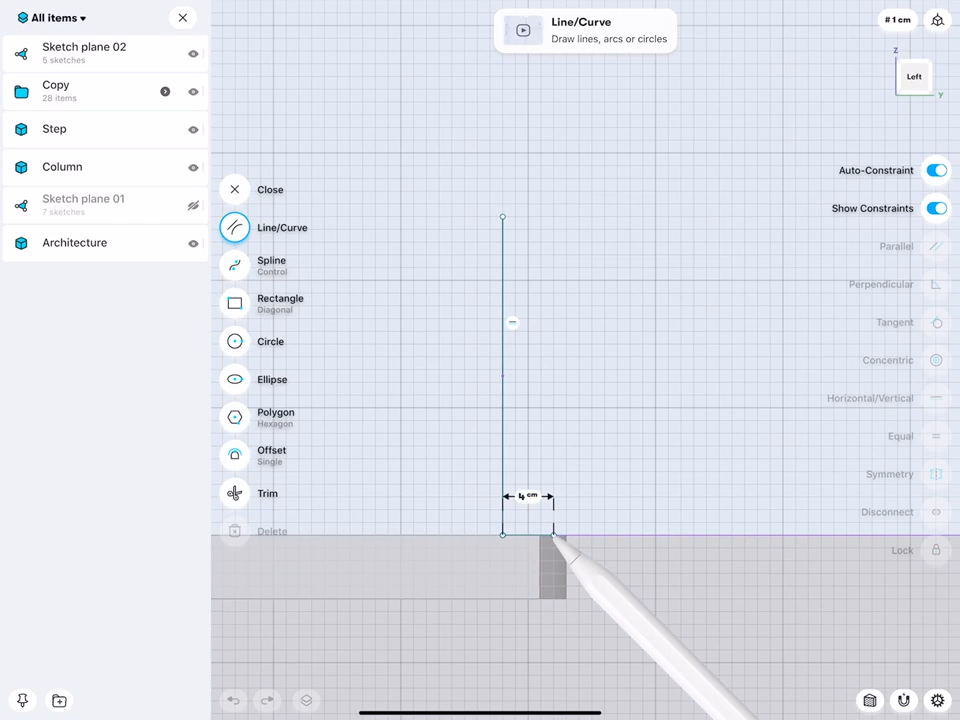 All items
Sketch plane 02
5 sketches
Copy
28 items
Step
Column
Sketch plane 01
7 sketches
Architecture
Line/Curve
Draw lines, arcs or circles
# 1 cm
Z
Left
Y
Close
Line/Curve
Spline
Control
Rectangle
Diagonal
Circle
Ellipse
Polygon
Hexagon
Offset
Single
Trim
Delete
4 cm
Auto-Constraint
Show Constraints
Parallel
Perpendicular
Tangent
Concentric
Horizontal/Vertical
Equal
Symmetry
Disconnect
Lock